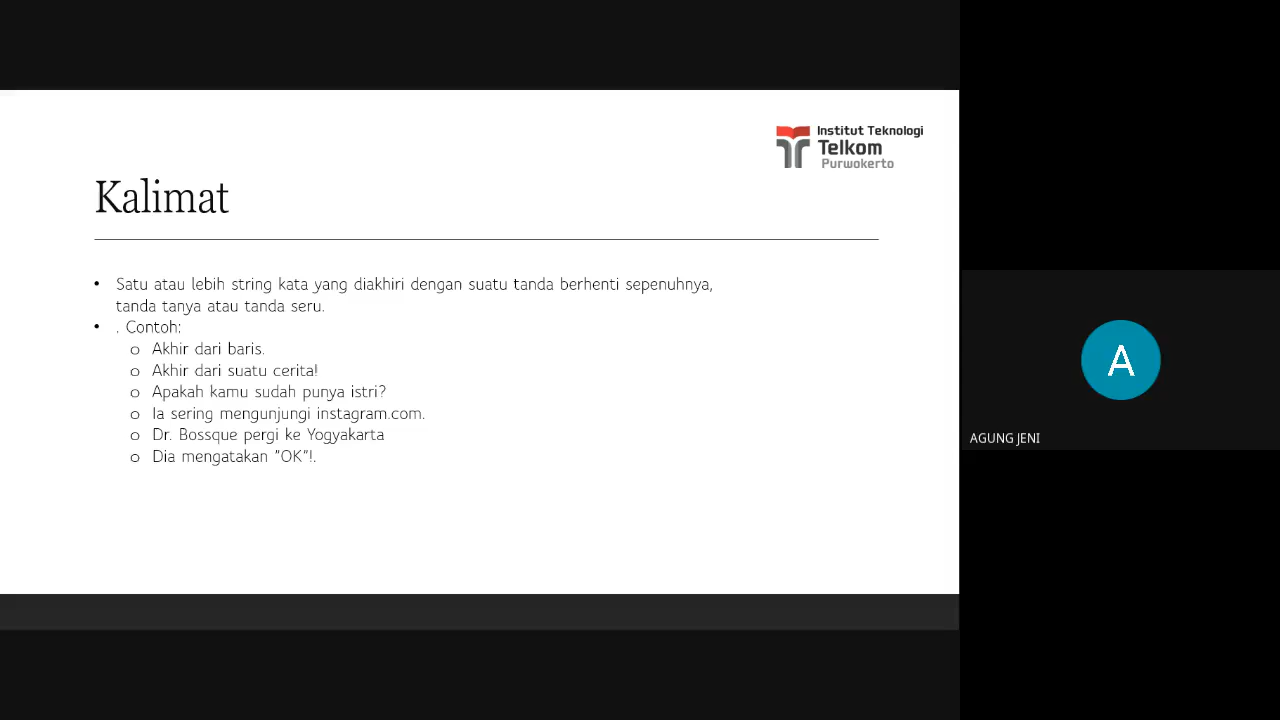 Institut Teknologi
Telkom
Purwokerto
Kalimat
• Satu atau lebih string kata yang diakhiri dengan suatu tanda berhenti sepenuhnya,
tanda tanya atau tanda seru.
• . Contoh:
o Akhir dari baris.
o Akhir dari suatu cerita!
o Apakah kamu sudah punya istri?
o Ia sering mengunjungi instagram.com.
o Dr. Bossque pergi ke Yogyakarta
o Dia mengatakan "OK"!.
A
AGUNG JENI